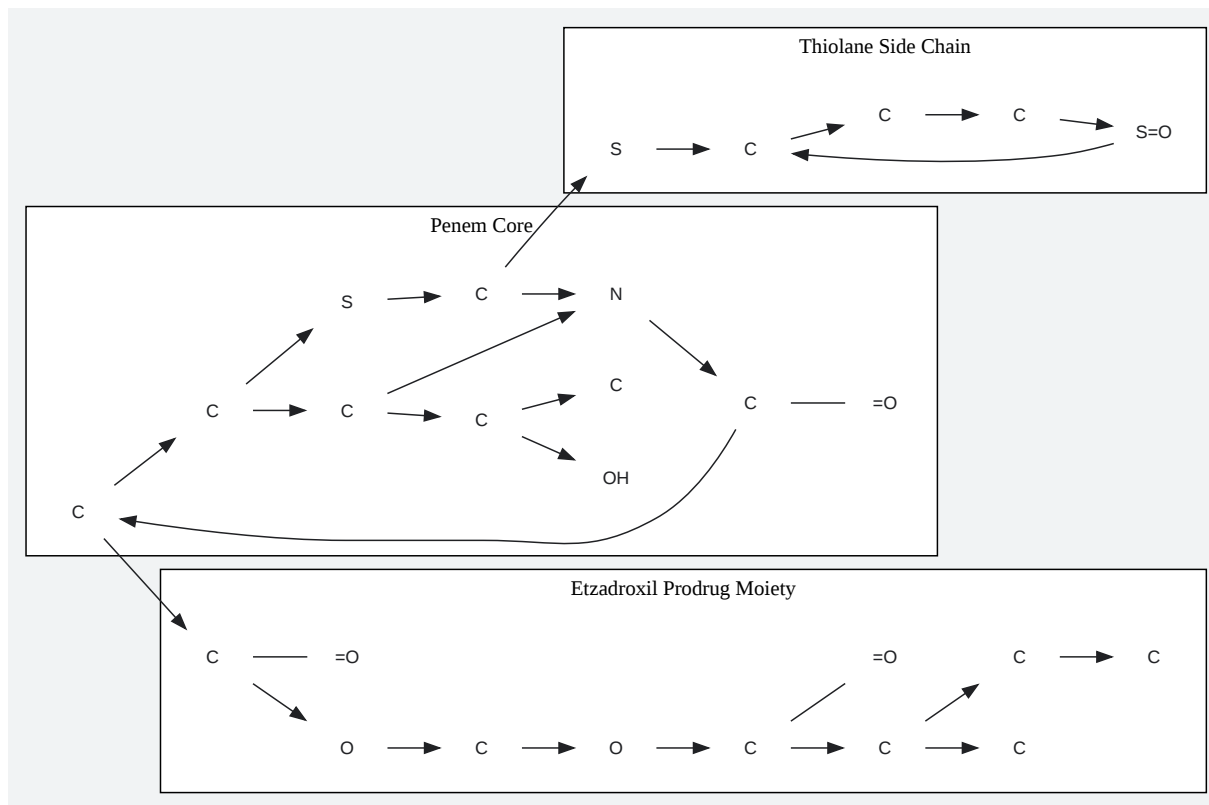 Thiolane Side Chain
C C
S=O
S C
Penem Core
S C N
C
C =O
C C C
OH
C
Etzadroxil Prodrug Moiety
C =O =O C C
O C O C C C